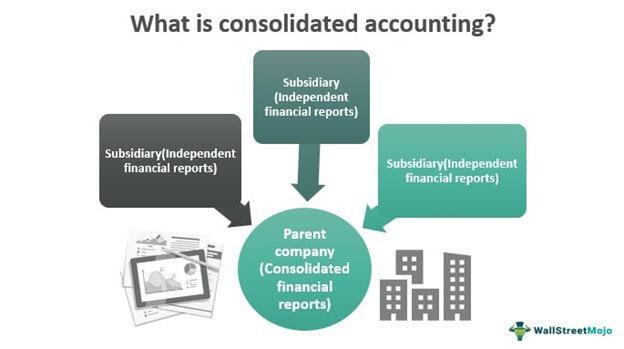 What is consolidated accounting?
Subsidiary
(Independent
financial reports)
Subsidiary(Independent
financial reports)
Subsidiary(Independent
financial reports)
Parent
company
(Consolidated
financial
reports)
WallStreetMojo